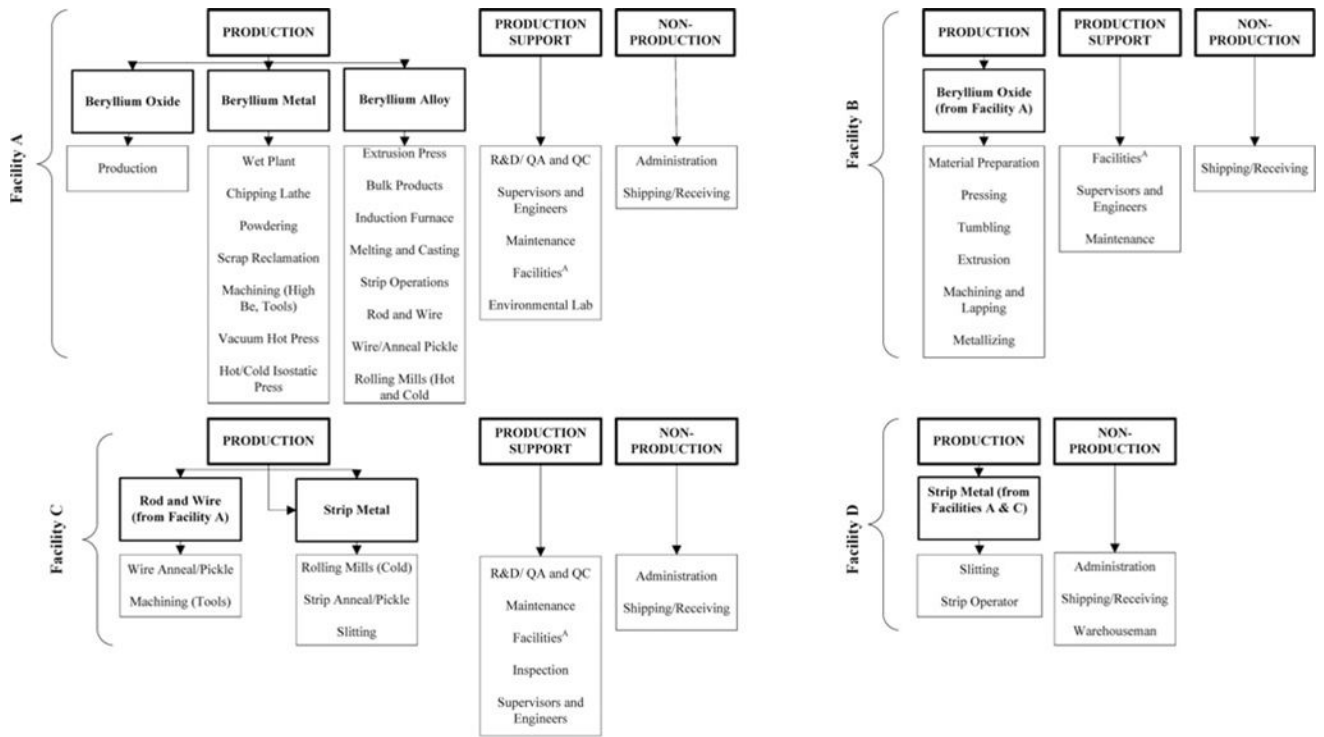 Facility A
PRODUCTION
Beryllium Oxide
Production
Beryllium Metal
Wet Plant
Chipping Lathe
Powdering
Scrap Reclamation
Machining (High
Be, Tools)
Vacuum Hot Press
Hot/Cold Isostatic
Press
Beryllium Alloy
Extrusion Press
Bulk Products
Induction Furnace
Melting and Casting
Strip Operations
Rod and Wire
Wire/Anneal Pickle
Rolling Mills (Hot
and Cold
PRODUCTION
SUPPORT
R&D/ QA and QC
Supervisors and
Engineers
Maintenance
Facilities^A
Environmental Lab
NON-
PRODUCTION
Administration
Shipping/Receiving
Facility B
PRODUCTION
Beryllium Oxide
(from Facility A)
Material Preparation
Pressing
Tumbling
Extrusion
Machining and
Lapping
Metallizing
PRODUCTION
SUPPORT
Facilities^A
Supervisors and
Engineers
Maintenance
NON-
PRODUCTION
Shipping/Receiving
Facility C
PRODUCTION
Rod and Wire
(from Facility A)
Wire Anneal/Pickle
Machining (Tools)
Strip Metal
Rolling Mills (Cold)
Strip Anneal/Pickle
Slitting
PRODUCTION
SUPPORT
R&D/ QA and QC
Maintenance
Facilities^A
Inspection
Supervisors and
Engineers
NON-
PRODUCTION
Administration
Shipping/Receiving
Facility D
PRODUCTION
Strip Metal (from
Facilities A & C)
Slitting
Strip Operator
NON-
PRODUCTION
Administration
Shipping/Receiving
Warehouseman